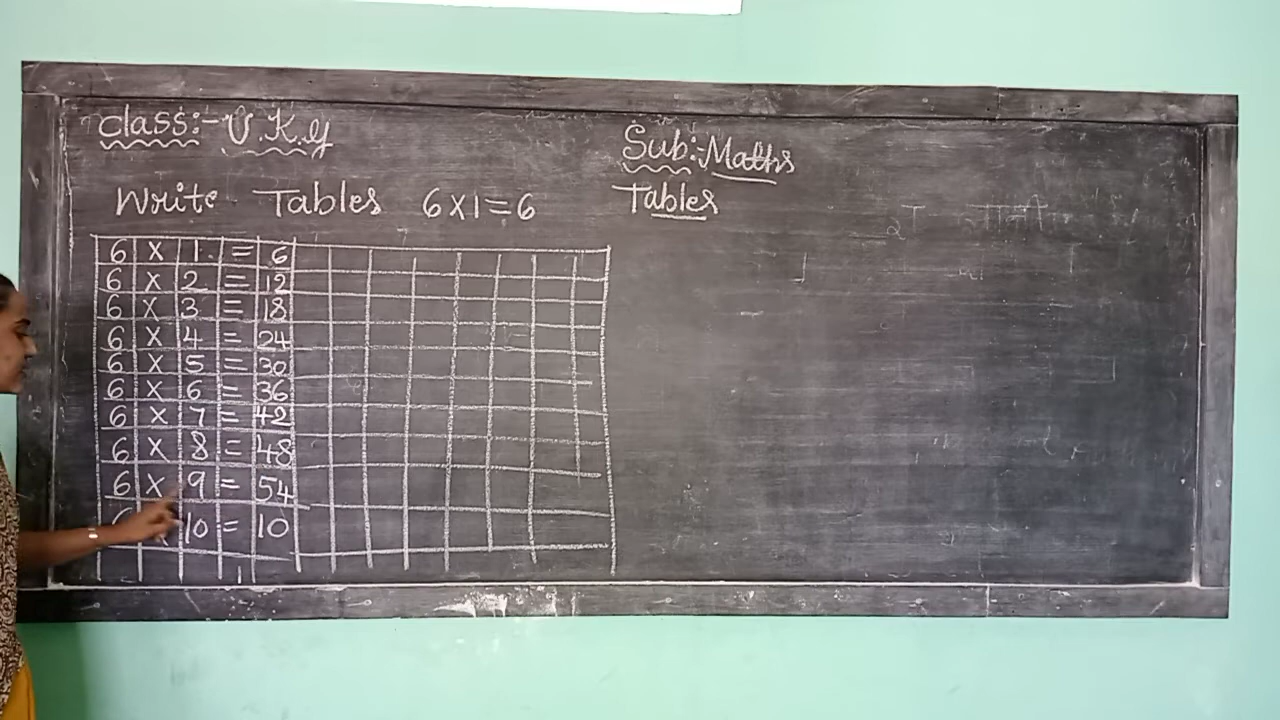 class:- U.K.g
Sub:-Maths
Write Tables 6x1=6
Tables
6 x 1 = 6
6 x 2 = 12
6 x 3 = 18
6 x 4 = 24
6 x 5 = 30
6 x 6 = 36
6 x 7 = 42
6 x 8 = 48
6 x 9 = 54
10 = 10